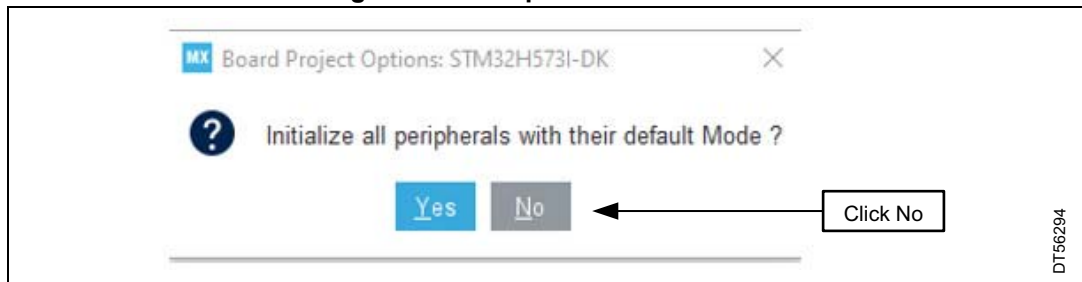 MX Board Project Options: STM32H573I-DK
? Initialize all peripherals with their default Mode ?
Yes No
Click No
DT56294